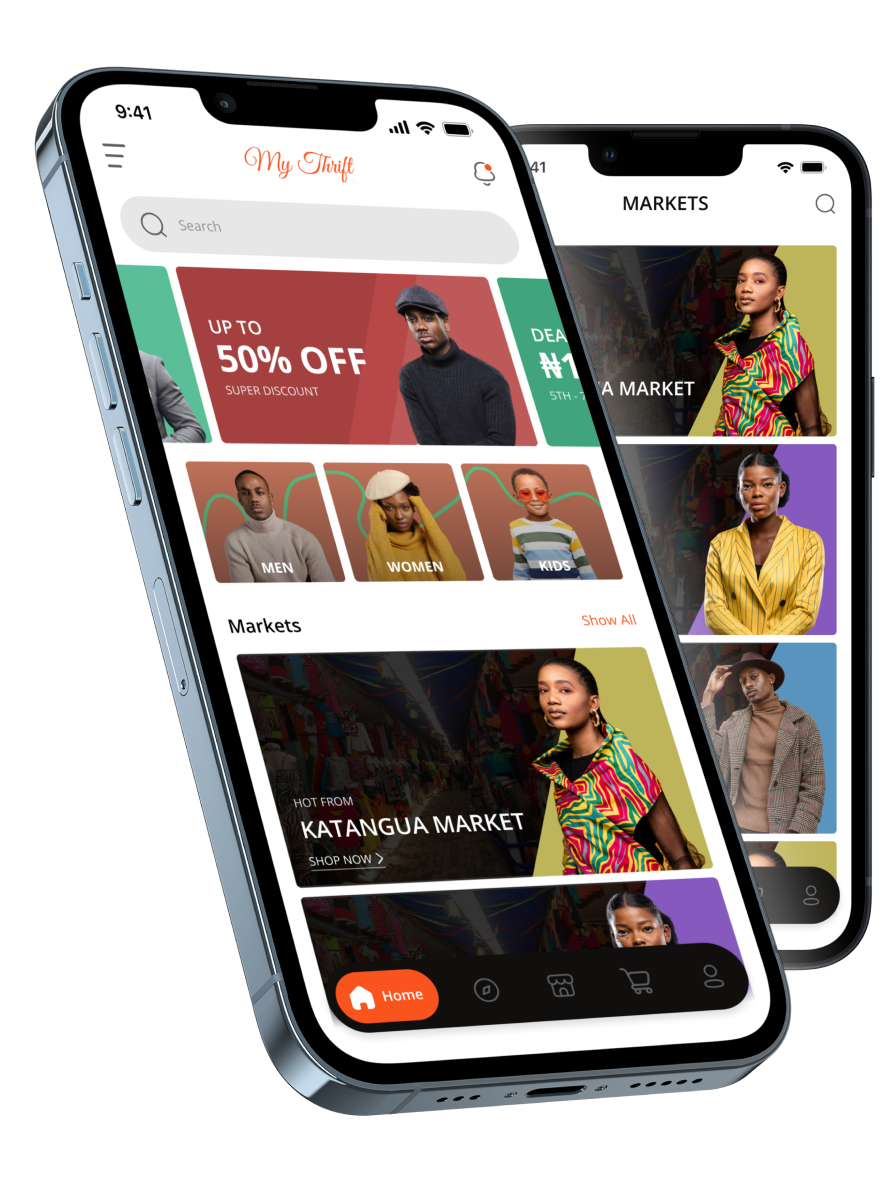 9:41
My Thrift
Search
UP TO
50% OFF
SUPER DISCOUNT
DEA
₦1
5TH - 7
MEN
WOMEN
KIDS
Markets
Show All
HOT FROM
KATANGUA MARKET
SHOP NOW
Home
41
MARKETS
A MARKET